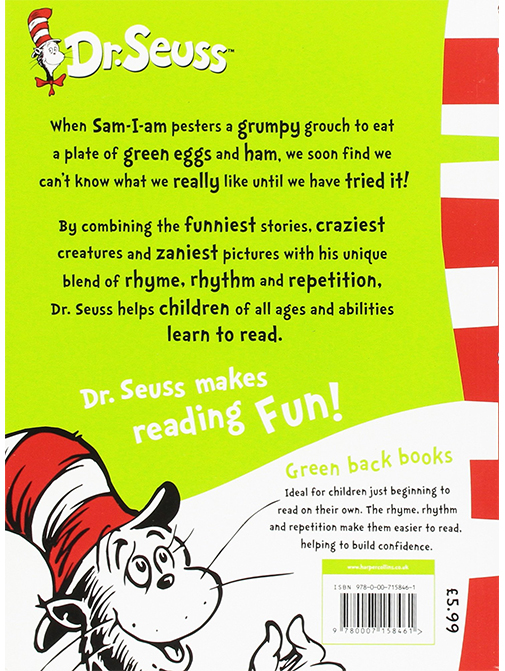 Dr. Seuss™
When Sam-I-am pesters a grumpy grouch to eat
a plate of green eggs and ham, we soon find we
can't know what we really like until we have tried it!
By combining the funniest stories, craziest
creatures and zaniest pictures with his unique
blend of rhyme, rhythm and repetition,
Dr. Seuss helps children of all ages and abilities
learn to read.
Dr. Seuss makes
reading Fun!
Green back books
Ideal for children just beginning to
read on their own. The rhyme, rhythm
and repetition make them easier to read,
helping to build confidence.
www.harpercollins.co.uk
ISBN 978-0-00-715846-1
9 780007 158461 >
£5.99